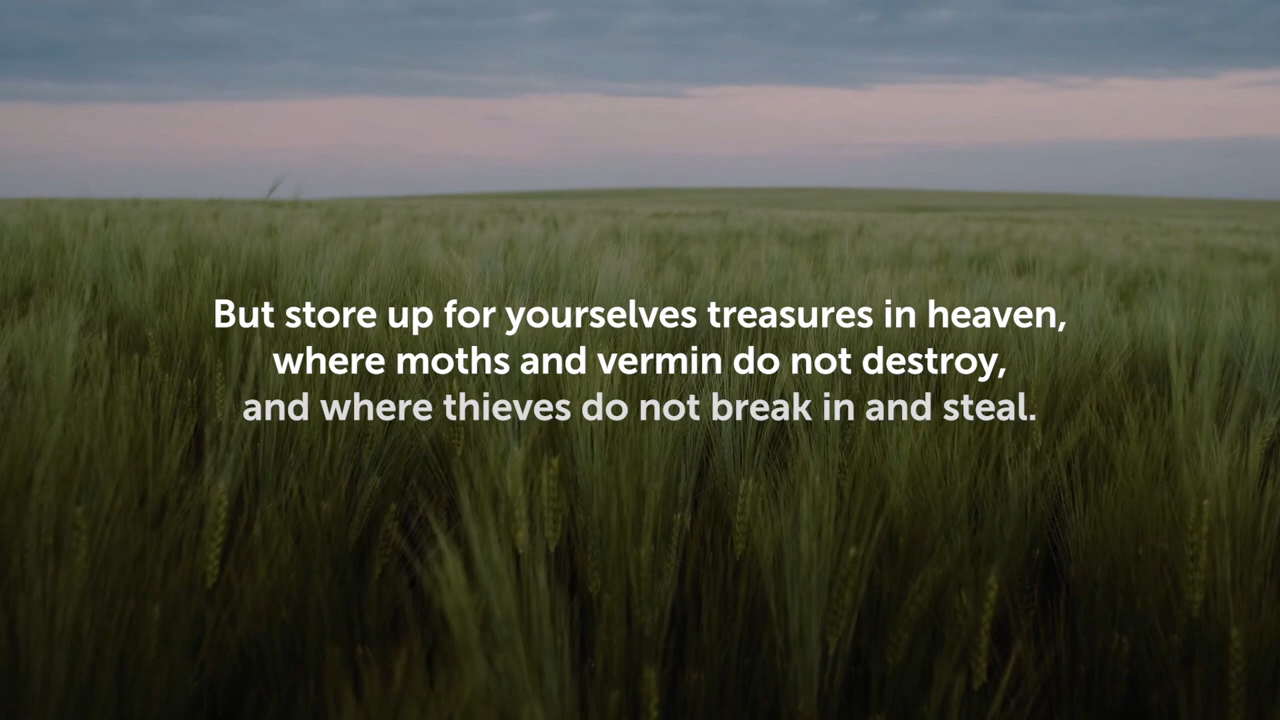 But store up for yourselves treasures in heaven,
where moths and vermin do not destroy,
and where thieves do not break in and steal.